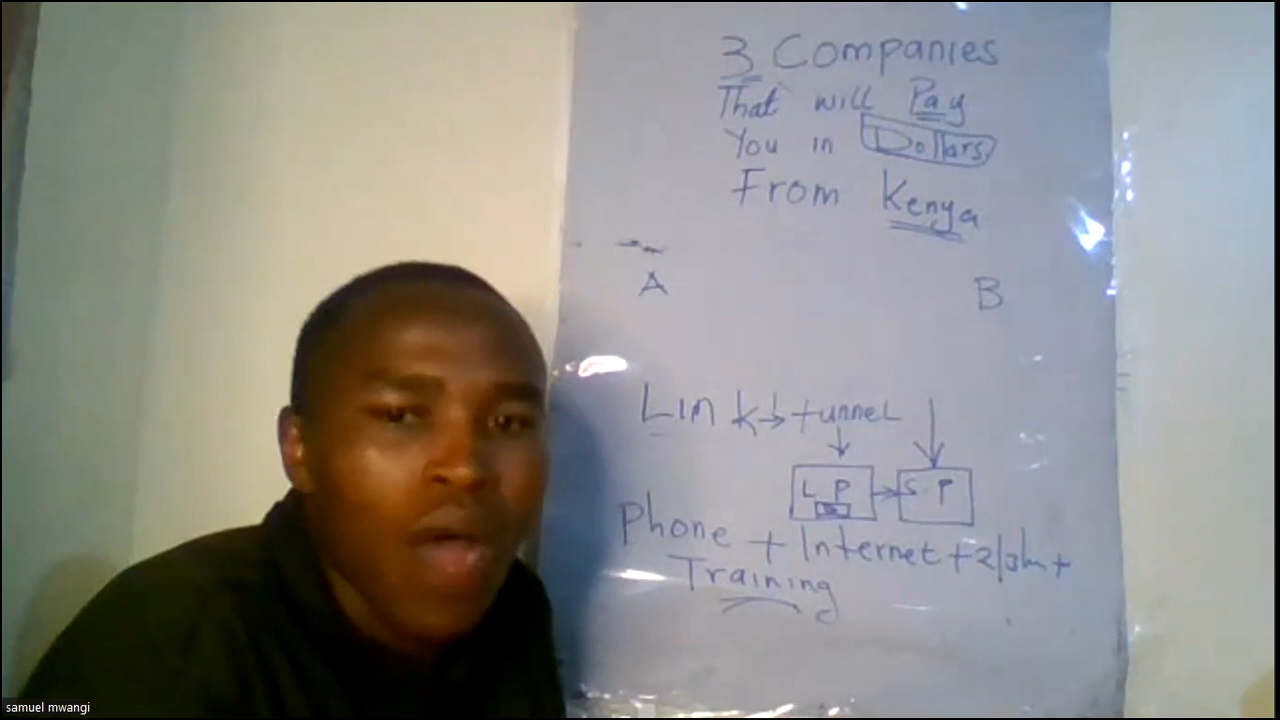 3 Companies
That will Pay
You in Dollars
From Kenya
A B
Link → tunnel
L P → S. P
Phone + Internet + 2/3hr +
Training
samuel mwangi